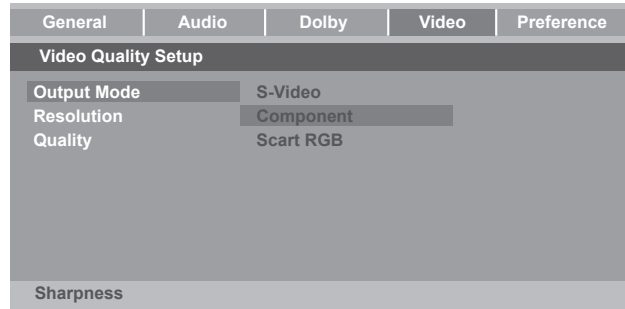 General Audio Dolby Video Preference
Video Quality Setup
Output Mode S-Video
Resolution Component
Quality Scart RGB
Sharpness